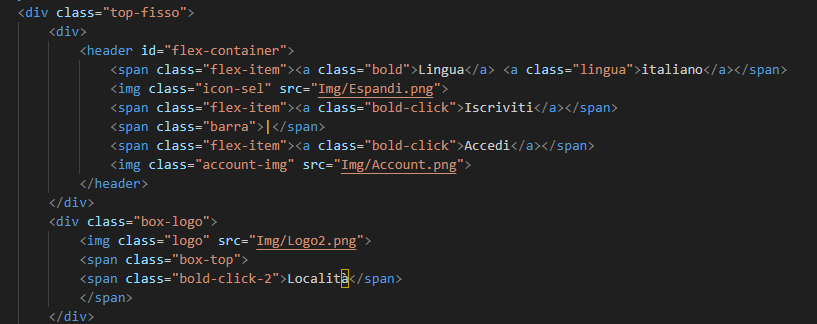 <div class="top-fisso">
<div>
<header id="flex-container">
<span class="flex-item"><a class="bold">Lingua</a> <a class="lingua">italiano</a></span>
<img class="icon-sel" src="Img/Espandi.png">
<span class="flex-item"><a class="bold-click">Iscriviti</a></span>
<span class="barra">|</span>
<span class="flex-item"><a class="bold-click">Accedi</a></span>
<img class="account-img" src="Img/Account.png">
</header>
</div>
<div class="box-logo">
<img class="logo" src="Img/Logo2.png">
<span class="box-top">
<span class="bold-click-2">Località</span>
</span>
</div>